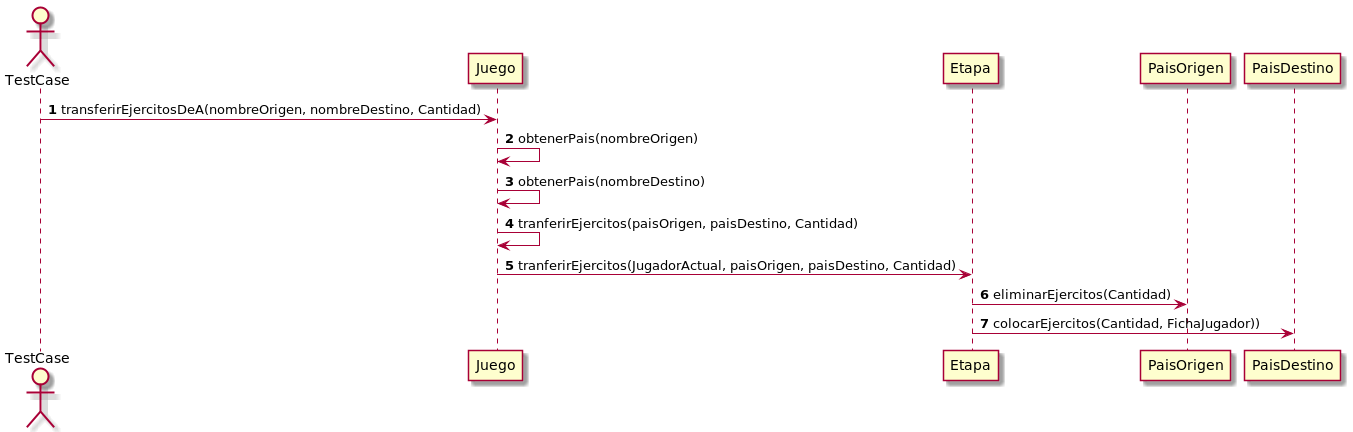 TestCase
Juego
Etapa
PaisOrigen
PaisDestino
1 transferirEjercitosDeA(nombreOrigen, nombreDestino, Cantidad)
2 obtenerPais(nombreOrigen)
3 obtenerPais(nombreDestino)
4 tranferirEjercitos(paisOrigen, paisDestino, Cantidad)
5 tranferirEjercitos(JugadorActual, paisOrigen, paisDestino, Cantidad)
6 eliminarEjercitos(Cantidad)
7 colocarEjercitos(Cantidad, FichaJugador))
TestCase
Juego
Etapa
PaisOrigen
PaisDestino